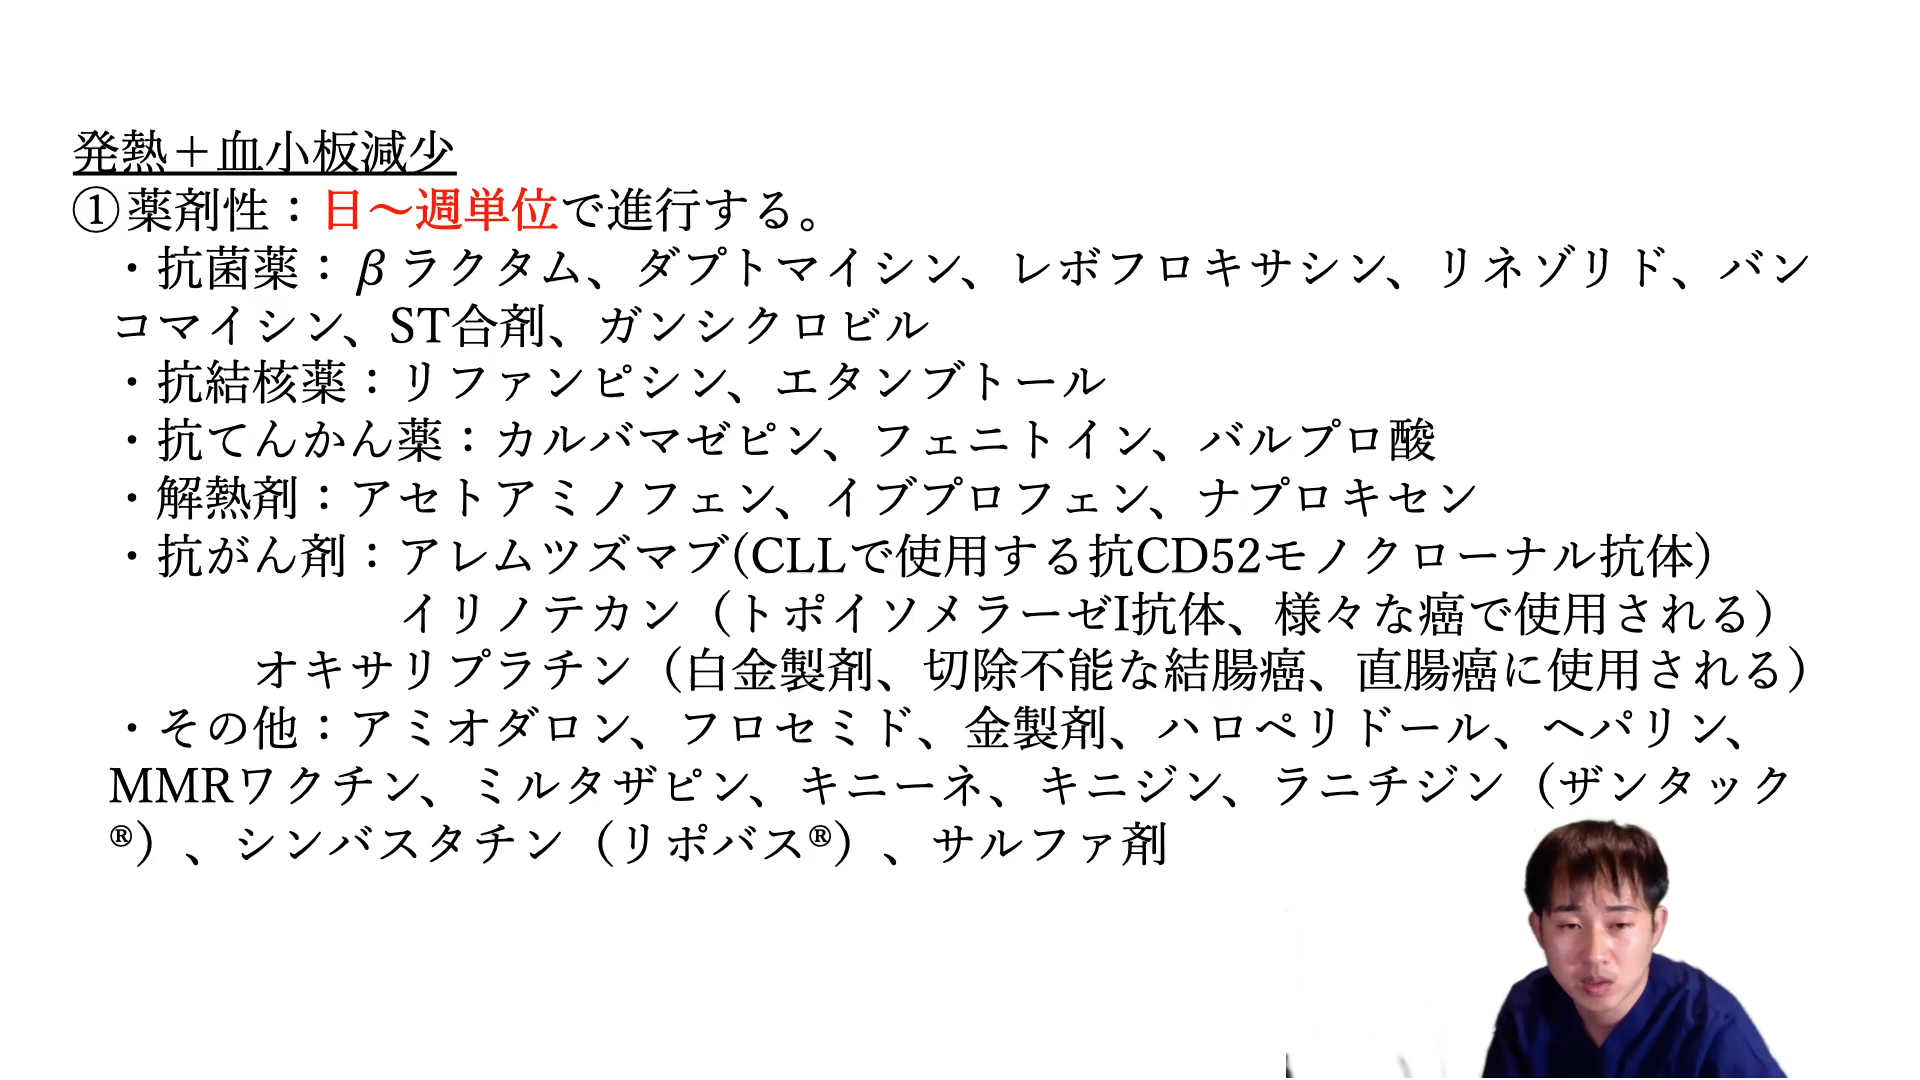 発熱＋血小板減少
①薬剤性：日〜週単位で進行する。
・抗菌薬：βラクタム、ダプトマイシン、レボフロキサシン、リネゾリド、バン
コマイシン、ST合剤、ガンシクロビル
・抗結核薬：リファンピシン、エタンブトール
・抗てんかん薬：カルバマゼピン、フェニトイン、バルプロ酸
・解熱剤：アセトアミノフェン、イブプロフェン、ナプロキセン
・抗がん剤：アレムツズマブ(CLLで使用する抗CD52モノクローナル抗体)
イリノテカン（トポイソメラーゼI抗体、様々な癌で使用される）
オキサリプラチン（白金製剤、切除不能な結腸癌、直腸癌に使用される）
・その他：アミオダロン、フロセミド、金製剤、ハロペリドール、ヘパリン、
MMRワクチン、ミルタザピン、キニーネ、キニジン、ラニチジン（ザンタック
®）、シンバスタチン（リポバス®）、サルファ剤